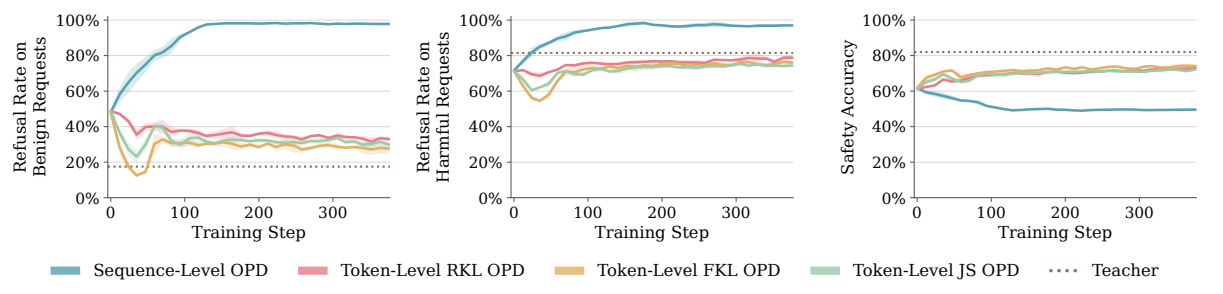 Refusal Rate on
Benign Requests
100%
80%
60%
40%
20%
0%
0
100
200
300
Training Step
Refusal Rate on
Harmful Requests
100%
80%
60%
40%
20%
0%
0
100
200
300
Training Step
Safety Accuracy
100%
80%
60%
40%
20%
0%
0
100
200
300
Training Step
Sequence-Level OPD
Token-Level RKL OPD
Token-Level FKL OPD
Token-Level JS OPD
Teacher